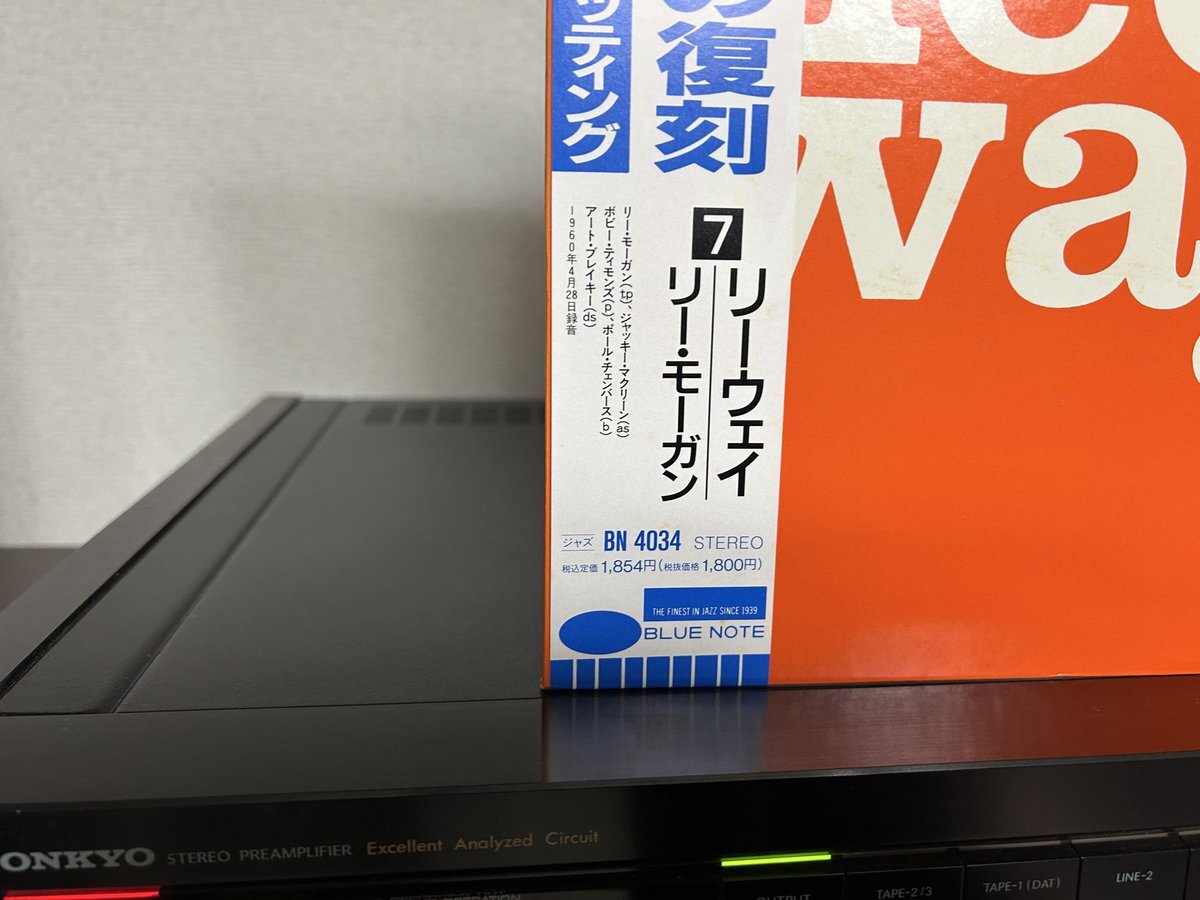 の復刻
ッティング
7
リーウェイ
リー・モーガン
リー・モーガン(tp)、ジャッキー・マクリーン(as)
ボビー・ティモンズ(p)、ポール・チェンバース(b)
アート・ブレイキー(ds)
1960年4月28日録音
ジャズ BN 4034 STEREO
税込定価1,854円(税抜価格1,800円)
THE FINEST IN JAZZ SINCE 1939
BLUE NOTE
wa
ONKYO STEREO PREAMPLIFIER Excellent Analyzed Circuit
OUTPUT
TAPE-2/3
TAPE-1 (DAT)
LINE-2